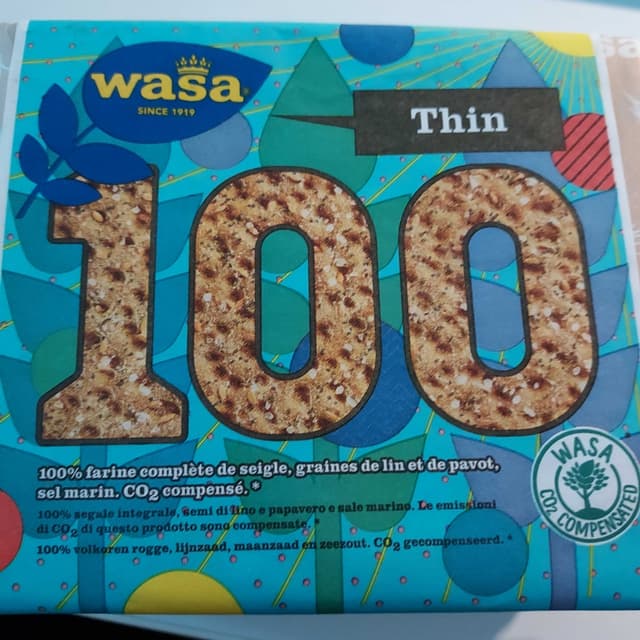 wasa
SINCE 1919
Thin
100
100% farine complète de seigle, graines de lin et de pavot,
sel marin. CO2 compensé.*
100% segale integrale, semi di lino e papavero e sale marino. Le emissioni
di CO2 di questo prodotto sono compensate. *
100% volkoren rogge, lijnzaad, maanzaad en zeezout. CO2 gecompenseerd. *
WASA
CO2 COMPENSATED
sa